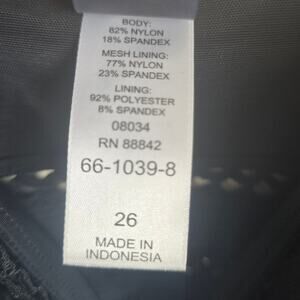 BODY:
82% NYLON
18% SPANDEX
MESH LINING:
77% NYLON
23% SPANDEX
LINING:
92% POLYESTER
8% SPANDEX
08034
RN 88842
66-1039-8
26
MADE IN
INDONESIA